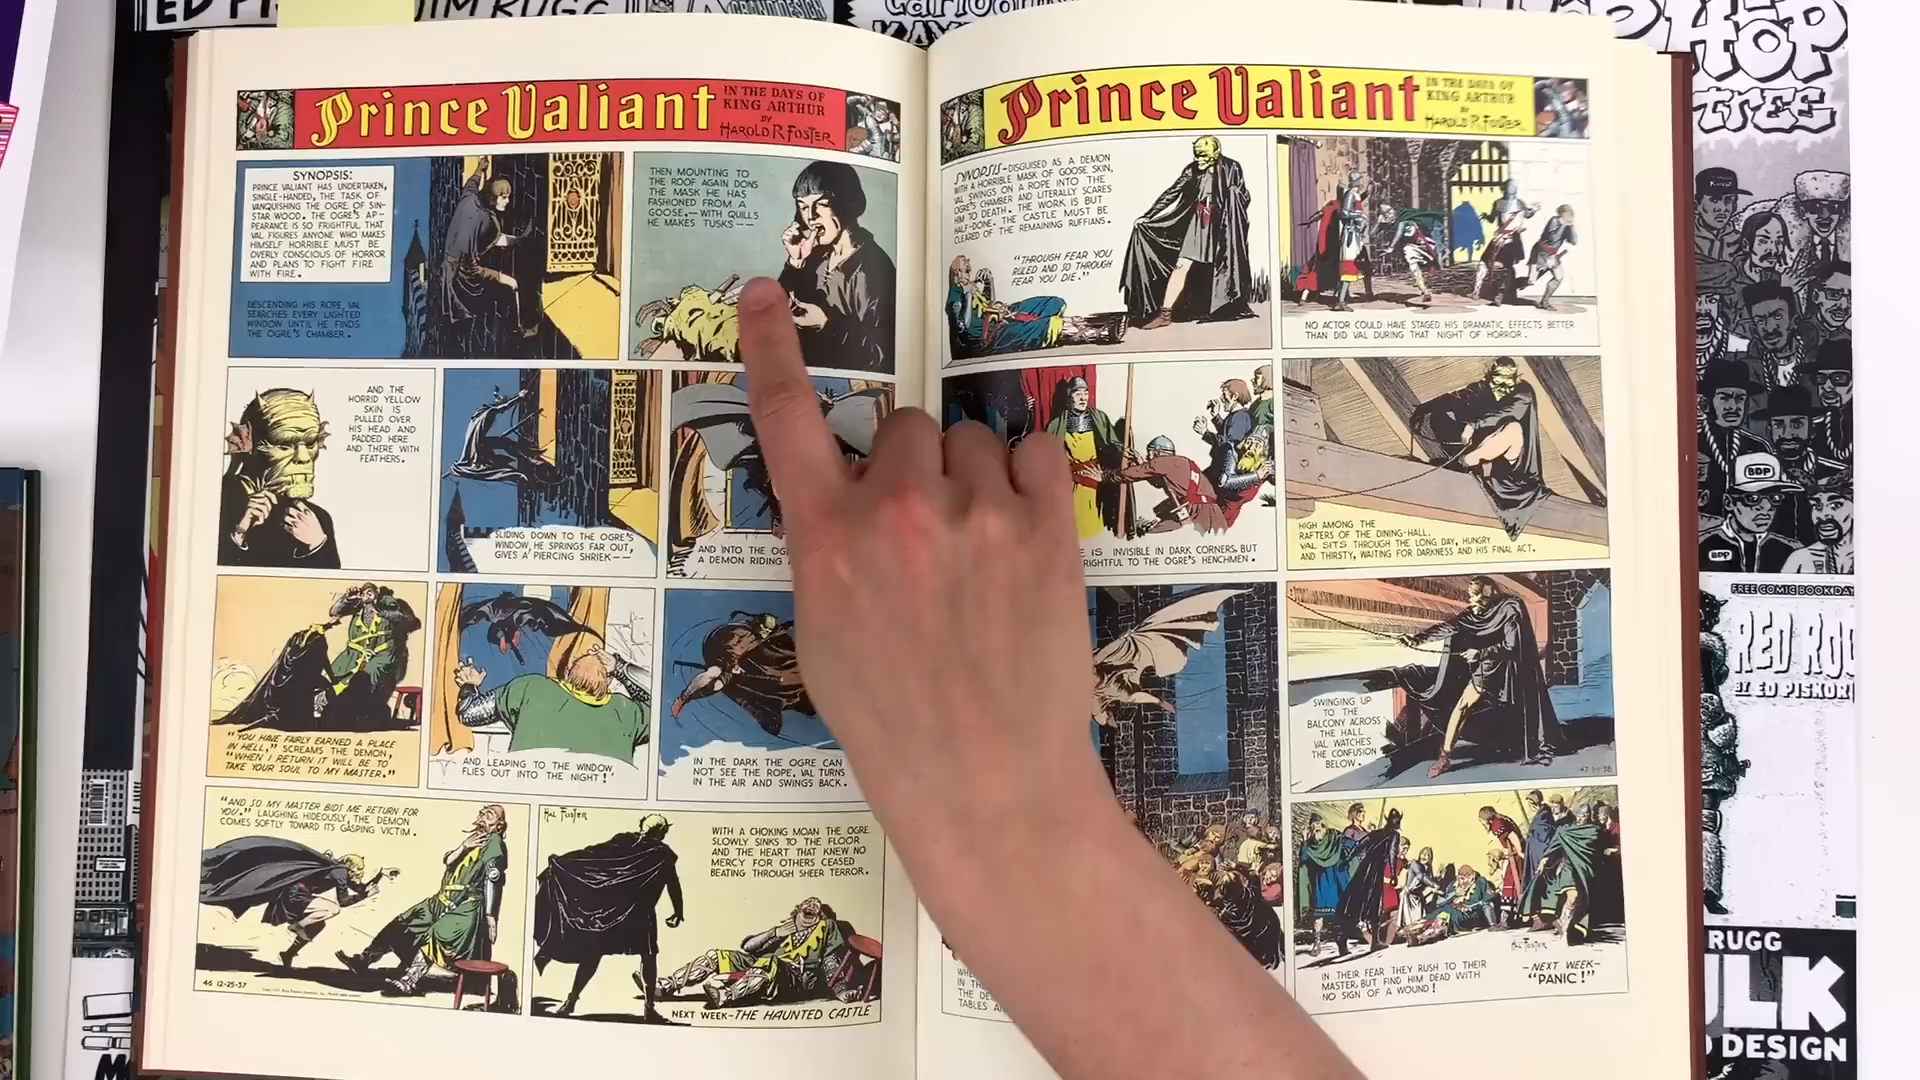 ED PI
JIM RUGG
Prince Valiant
IN THE DAYS OF
KING ARTHUR
BY
HAROLD R FOSTER
SYNOPSIS:
PRINCE VALIANT HAS UNDERTAKEN,
SINGLE-HANDED, THE TASK OF
VANQUISHING THE OGRE OF SIN-
STAR WOOD. THE OGRE'S AP-
PEARANCE IS SO FRIGHTFUL THAT
VAL FIGURES ANYONE WHO MAKES
HIMSELF HORRIBLE MUST BE
OVERLY CONSCIOUS OF HORROR
AND PLANS TO FIGHT FIRE
WITH FIRE.
DESCENDING HIS ROPE, VAL
SEARCHES EVERY LIGHTED
WINDOW UNTIL HE FINDS
THE OGRE'S CHAMBER.
THEN MOUNTING TO
THE ROOF AGAIN DONS
THE MASK HE HAS
FASHIONED FROM A
GOOSE.— WITH QUILLS
HE MAKES TUSKS ——
AND THE
HORRID YELLOW
SKIN IS
PULLED OVER
HIS HEAD AND
PADDED HERE
AND THERE WITH
FEATHERS.
SLIDING DOWN TO THE OGRE'S
WINDOW, HE SPRINGS FAR OUT,
GIVES A PIERCING SHRIEK——
AND INTO THE OG
A DEMON RIDING
"YOU HAVE FAIRLY EARNED A PLACE
IN HELL," SCREAMS THE DEMON,
"WHEN I RETURN IT WILL BE TO
TAKE YOUR SOUL TO MY MASTER."
AND LEAPING TO THE WINDOW
FLIES OUT INTO THE NIGHT!'
IN THE DARK THE OGRE CAN
NOT SEE THE ROPE, VAL TURNS
IN THE AIR AND SWINGS BACK.
"AND SO MY MASTER BIDS ME RETURN FOR
YOU." LAUGHING HIDEOUSLY, THE DEMON
COMES SOFTLY TOWARD ITS GASPING VICTIM.
46 12-25-37
HAL FOSTER
WITH A CHOKING MOAN THE OGRE
SLOWLY SINKS TO THE FLOOR
AND THE HEART THAT KNEW NO
MERCY FOR OTHERS CEASED
BEATING THROUGH SHEER TERROR.
NEXT WEEK—THE HAUNTED CASTLE
Prince Valiant
IN THE DAYS OF
KING ARTHUR
BY
HAROLD R. FOSTER
SYNOPSIS—DISGUISED AS A DEMON
WITH A HORRIBLE MASK OF GOOSE SKIN,
VAL SWINGS ON A ROPE INTO THE
OGRE'S CHAMBER AND LITERALLY SCARES
HIM TO DEATH. THE WORK IS BUT
HALF-DONE. THE CASTLE MUST BE
CLEARED OF THE REMAINING RUFFIANS.
"THROUGH FEAR YOU
RULED AND SO THROUGH
FEAR YOU DIE."
NO ACTOR COULD HAVE STAGED HIS DRAMATIC EFFECTS BETTER
THAN DID VAL DURING THAT NIGHT OF HORROR.
IS INVISIBLE IN DARK CORNERS, BUT
RIGHTFUL TO THE OGRE'S HENCHMEN.
HIGH AMONG THE
RAFTERS OF THE DINING-HALL,
VAL SITS THROUGH THE LONG DAY, HUNGRY
AND THIRSTY, WAITING FOR DARKNESS AND HIS FINAL ACT.
SWINGING UP
TO THE
BALCONY ACROSS
THE HALL
VAL WATCHES
THE CONFUSION
BELOW.
WHE
IN TH
THE DE
TABLES A
HAL FOSTER
IN THEIR FEAR THEY RUSH TO THEIR
MASTER, BUT FIND HIM DEAD WITH
NO SIGN OF A WOUND!
—NEXT WEEK—
"PANIC!"
HOP
TREE
BDP
BPP
FREE COMIC BOOK DAY
RED ROO
BY ED PISKOR
RUGG
LK
DESIGN